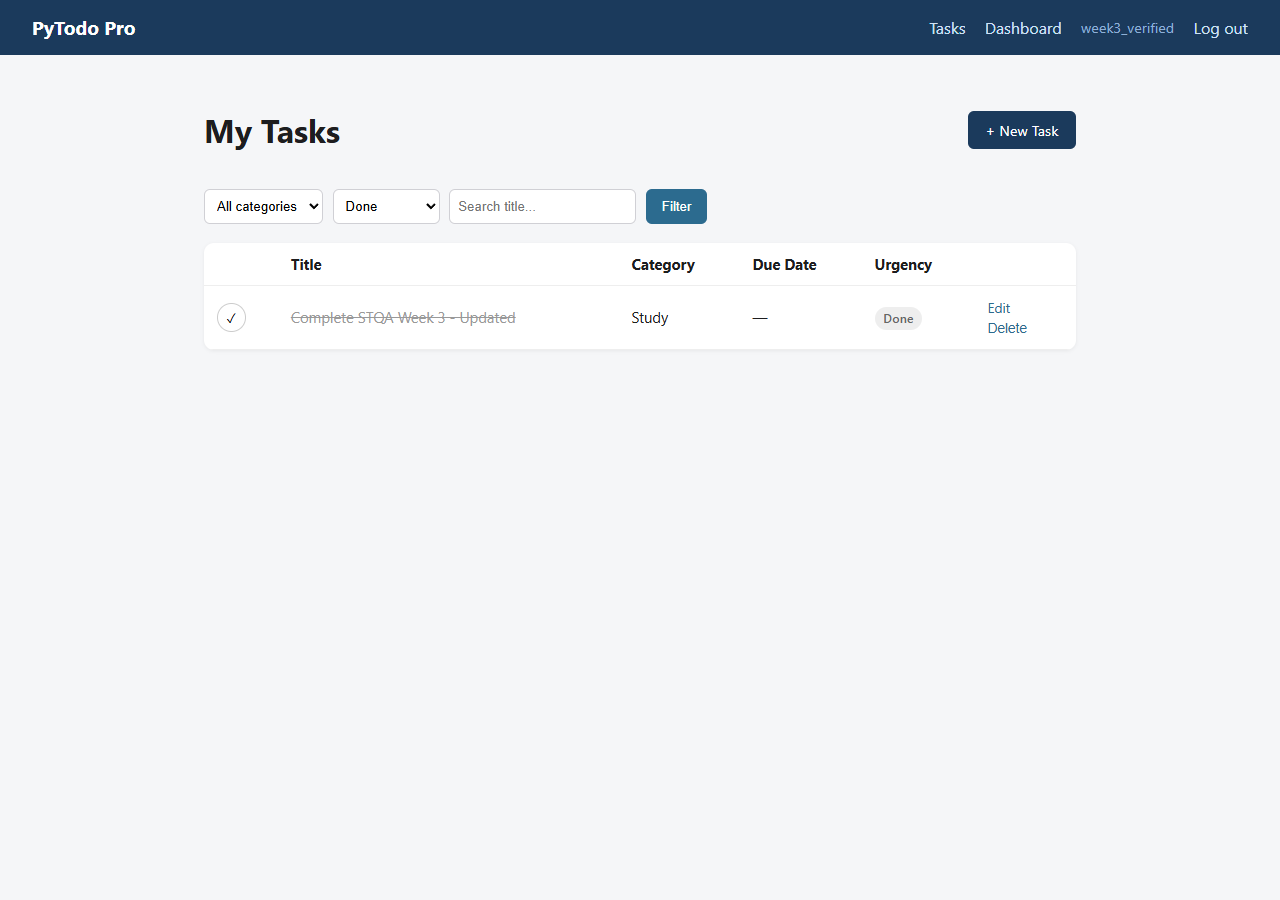 PyTodo Pro Tasks Dashboard week3_verified Log out
My Tasks + New Task
All categories Done Search title... Filter
Title Category Due Date Urgency
✓ Complete STQA Week 3 - Updated Study — Done Edit
Delete